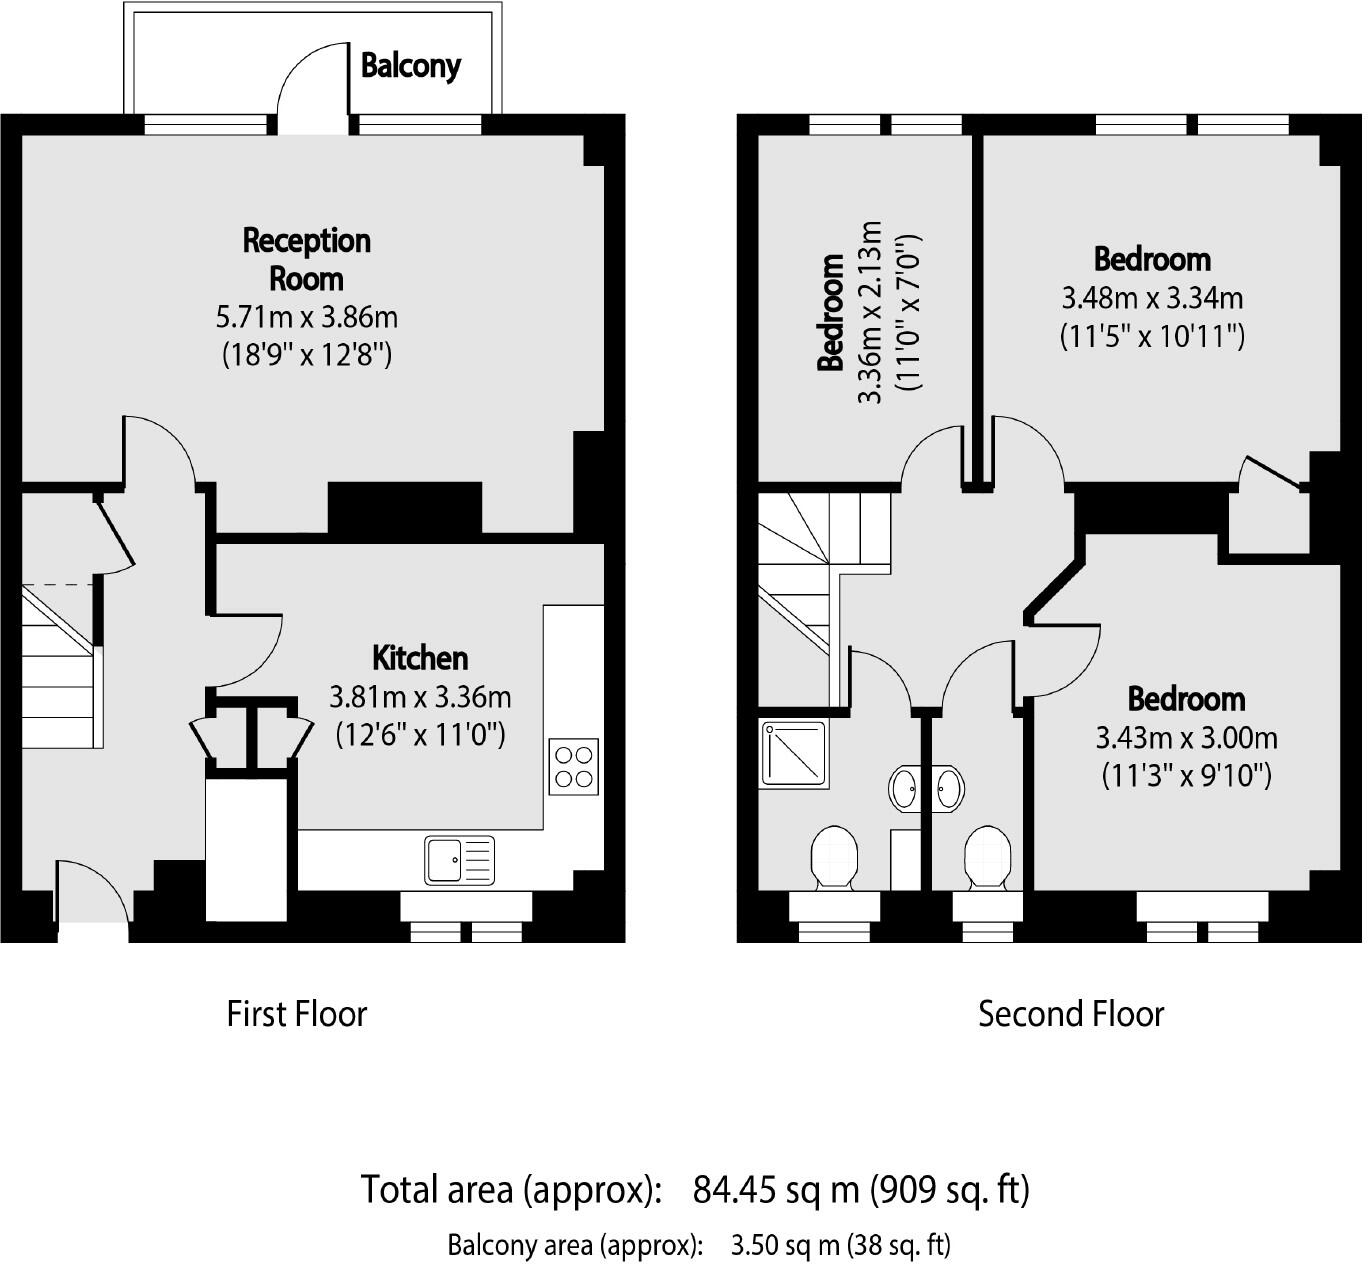 Balcony
Reception
Room
5.71m x 3.86m
(18'9" x 12'8")
Kitchen
3.81m x 3.36m
(12'6" x 11'0")
First Floor
Bedroom
3.36m x 2.13m
(11'0" x 7'0")
Bedroom
3.48m x 3.34m
(11'5" x 10'11")
Bedroom
3.43m x 3.00m
(11'3" x 9'10")
Second Floor
Total area (approx): 84.45 sq m (909 sq. ft)
Balcony area (approx): 3.50 sq m (38 sq. ft)